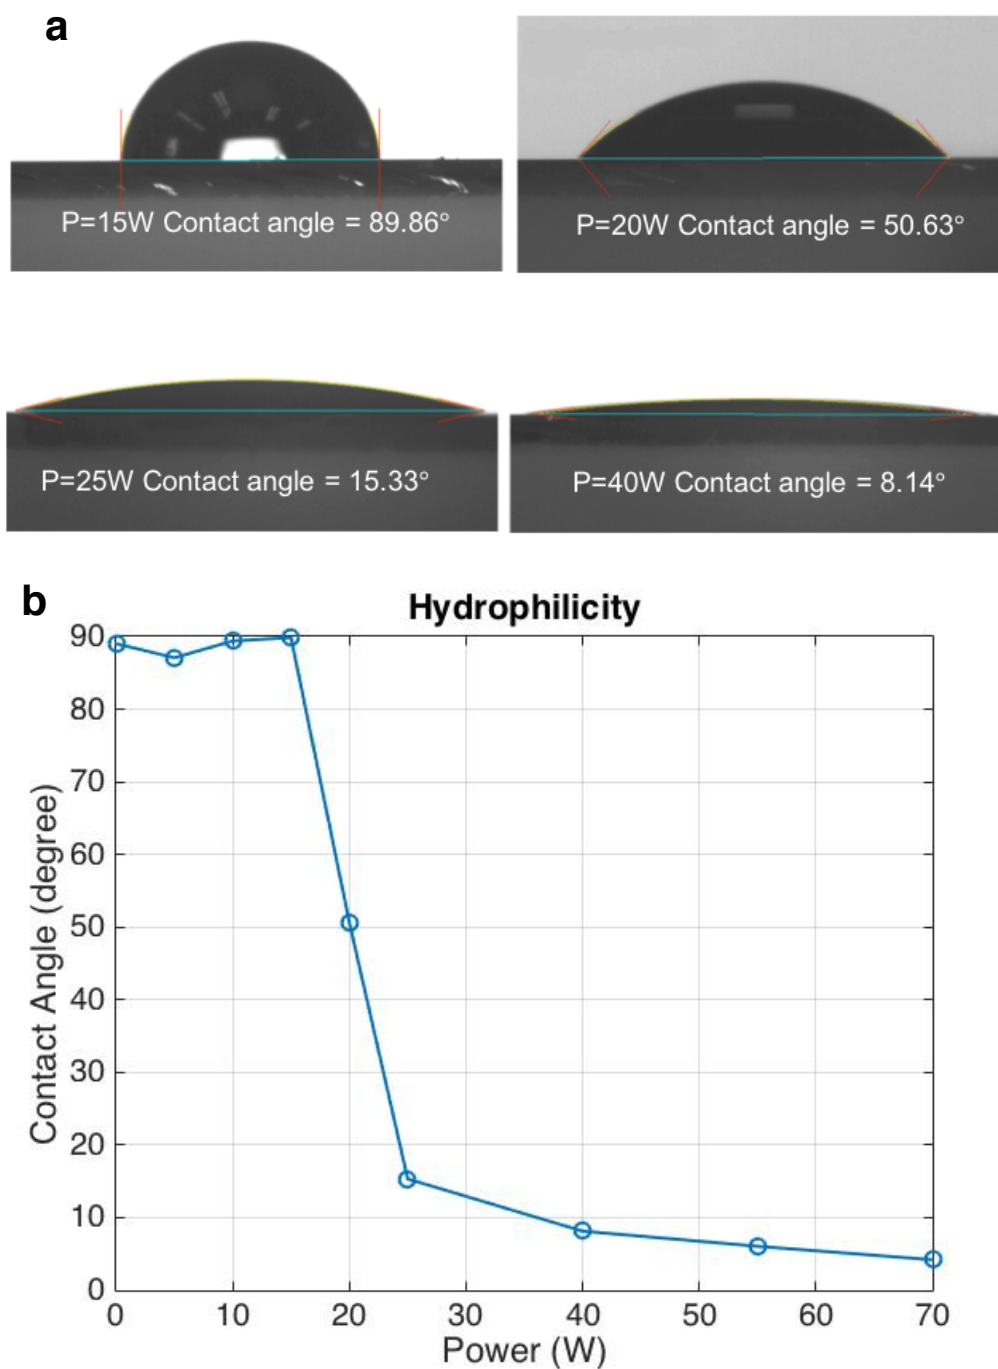 a
P=15W Contact angle = 89.86°
P=20W Contact angle = 50.63°
P=25W Contact angle = 15.33°
P=40W Contact angle = 8.14°
b
Hydrophilicity
90
80
70
60
50
40
30
20
10
0
Contact Angle (degree)
0 10 20 30 40 50 60 70
Power (W)